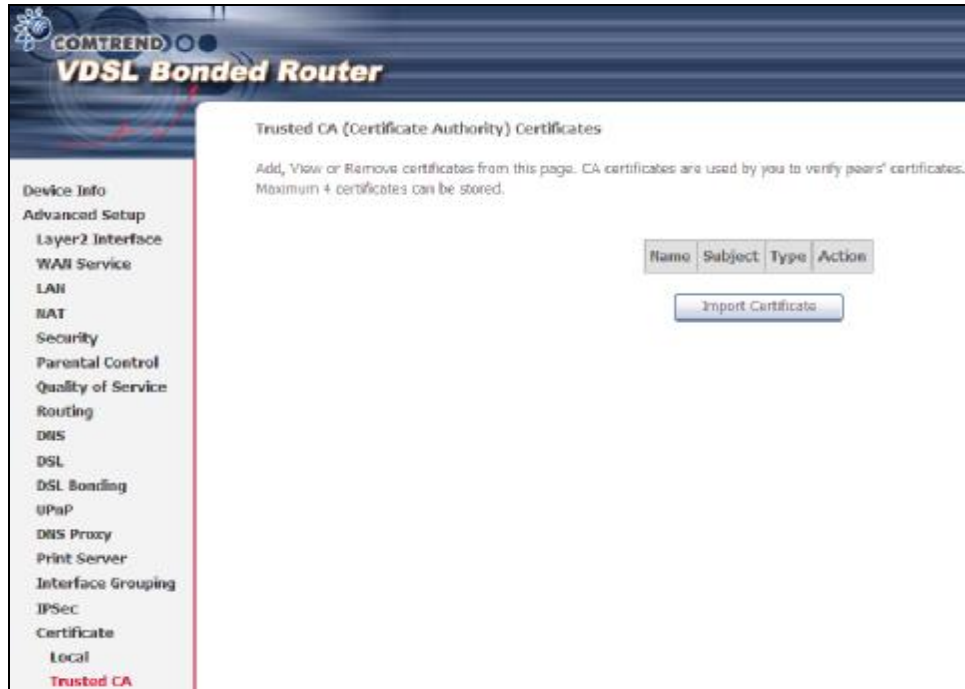 COMTREND
VDSL Bonded Router
Trusted CA (Certificate Authority) Certificates
Add, View or Remove certificates from this page. CA certificates are used by you to verify peers' certificates.
Maximum 4 certificates can be stored.
Name Subject Type Action
Import Certificate
Device Info
Advanced Setup
Layer2 Interface
WAN Service
LAN
NAT
Security
Parental Control
Quality of Service
Routing
DNS
DSL
DSL Bonding
UPnP
DNS Proxy
Print Server
Interface Grouping
IPSec
Certificate
Local
Trusted CA